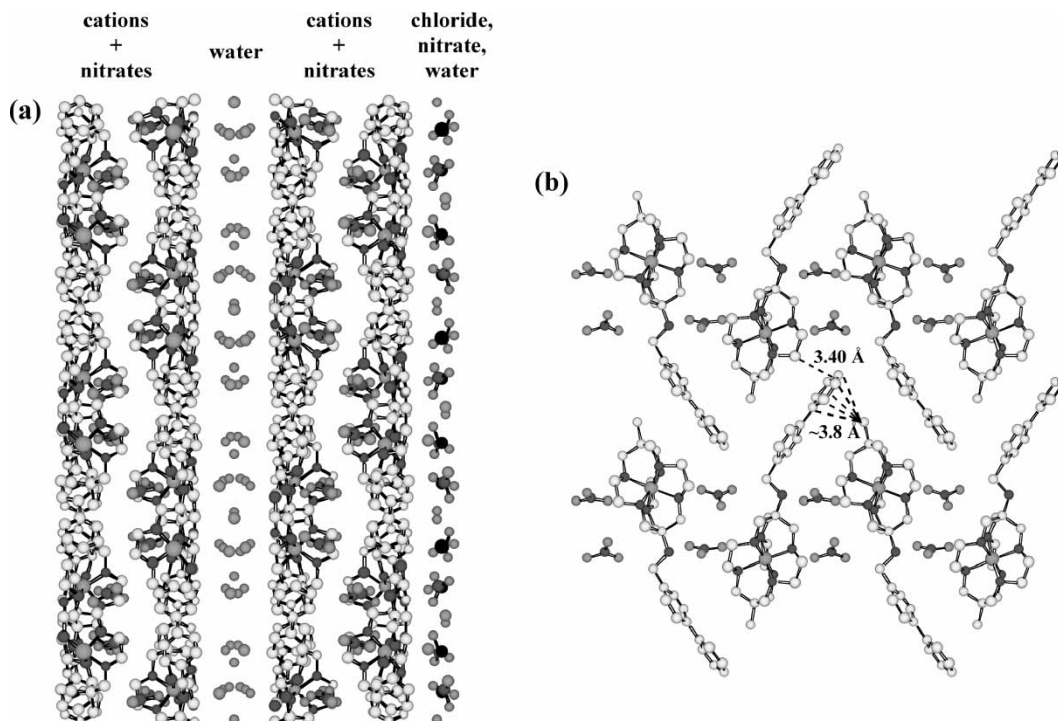 cations
+
nitrates
water
cations
+
nitrates
chloride,
nitrate,
water
(a)
(b)
3.40 Å
~3.8 Å